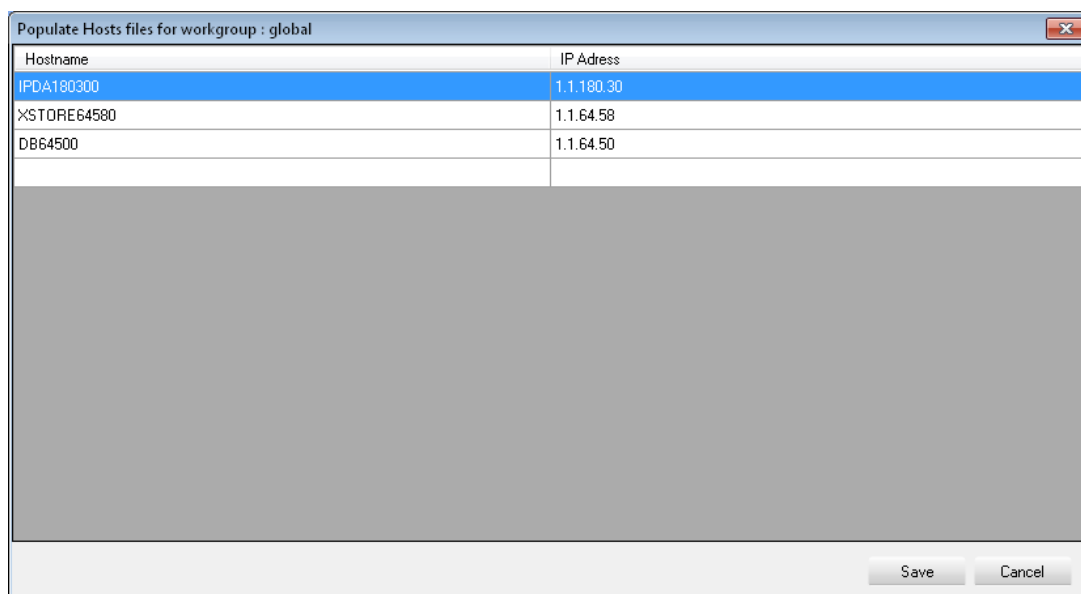 Populate Hosts files for workgroup : global
Hostname IP Adress
IPDA180300 1.1.180.30
XSTORE64580 1.1.64.58
DB64500 1.1.64.50
Save Cancel